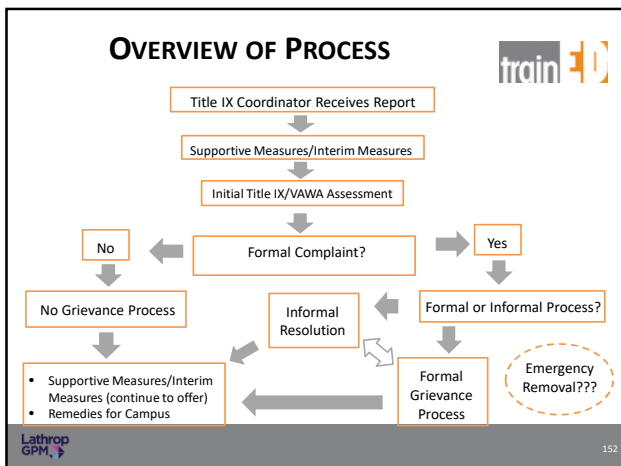 OVERVIEW OF PROCESS
trainED
Title IX Coordinator Receives Report
Supportive Measures/Interim Measures
Initial Title IX/VAWA Assessment
No
Formal Complaint?
Yes
No Grievance Process
Informal
Resolution
Formal or Informal Process?
• Supportive Measures/Interim
Measures (continue to offer)
• Remedies for Campus
Formal
Grievance
Process
Emergency
Removal???
Lathrop
GPM
152